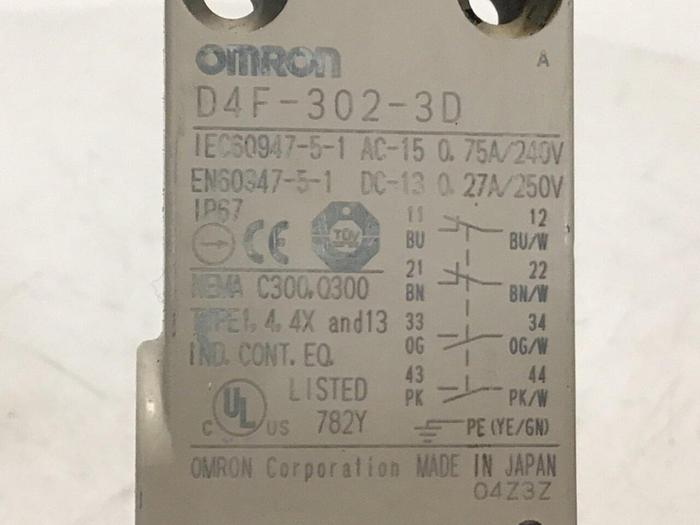 OMRON A
D4F-302-3D
IEC60947-5-1 AC-15 0.75A/240V
EN60947-5-1 DC-13 0.27A/250V
IP67
CE TÜV
11 12
BU BU/W
21 22
BN BN/W
33 34
OG OG/W
43 44
PK PK/W
PE(YE/GN)
NEMA C300,Q300
TYPE1, 4, 4X and13
IND. CONT. EQ.
C UL US LISTED
782Y
OMRON Corporation MADE IN JAPAN
04Z3Z